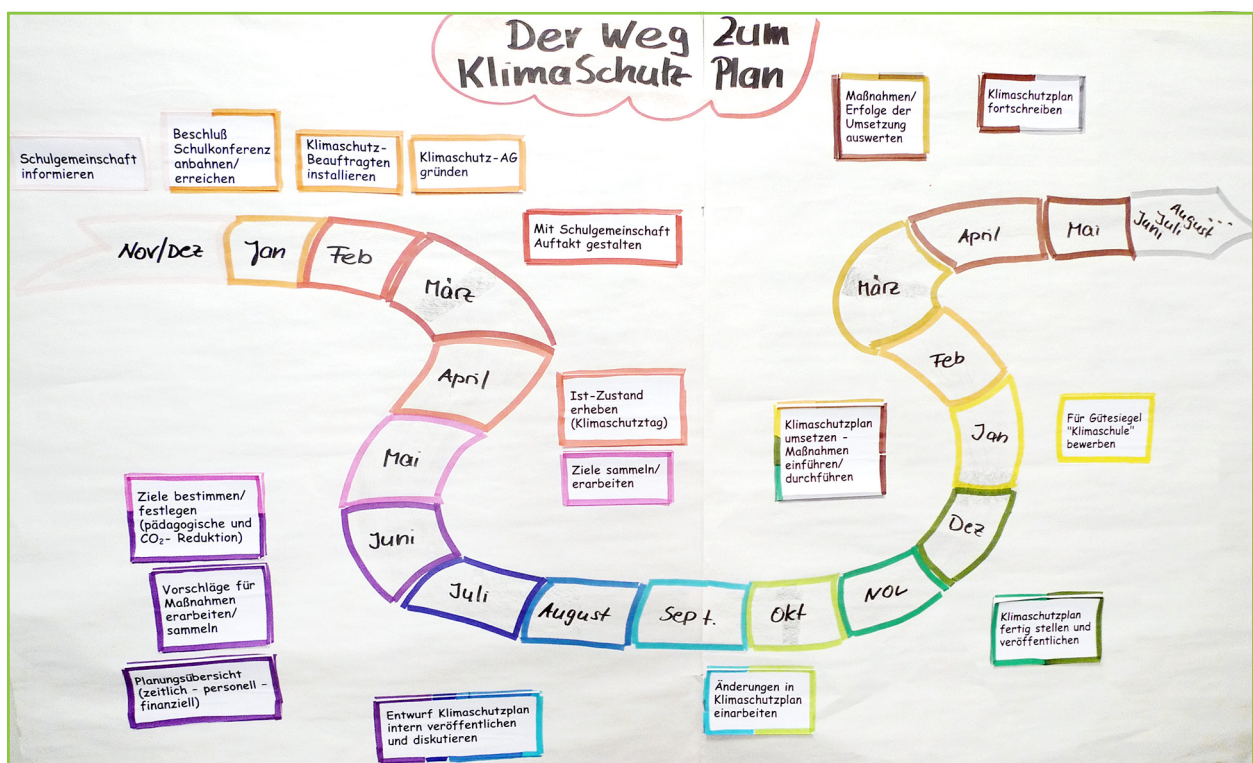 Der Weg zum
KlimaSchutz Plan
Schulgemeinschaft
informieren
Beschluß
Schulkonferenz
anbahnen/
erreichen
Klimaschutz-
Beauftragten
installieren
Klimaschutz-AG
gründen
Mit Schulgemeinschaft
Auftakt gestalten
Maßnahmen/
Erfolge der
Umsetzung
auswerten
Klimaschutzplan
fortschreiben
Nov/Dez
Jan
Feb
März
April
Mai
Juni
Juli
August
Sept.
Okt
Nov
Dez
Jan
Feb
März
April
Mai
Juni
Juli
August...
Ist-Zustand
erheben
(Klimaschutztag)
Ziele sammeln/
erarbeiten
Klimaschutzplan
umsetzen -
Maßnahmen
einführen/
durchführen
Für Gütesiegel
"Klimaschule"
bewerben
Ziele bestimmen/
festlegen
(pädagogische und
CO₂- Reduktion)
Vorschläge für
Maßnahmen
erarbeiten/
sammeln
Planungsübersicht
(zeitlich - personell -
finanziell)
Entwurf Klimaschutzplan
intern veröffentlichen
und diskutieren
Änderungen in
Klimaschutzplan
einarbeiten
Klimaschutzplan
fertig stellen und
veröffentlichen